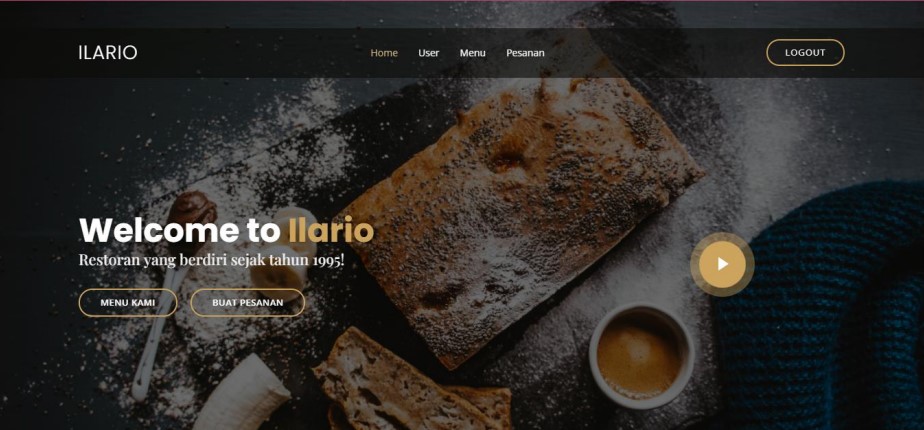 ILARIO
Home User Menu Pesanan
LOGOUT
Welcome to Ilario
Restoran yang berdiri sejak tahun 1995!
MENU KAMI BUAT PESANAN